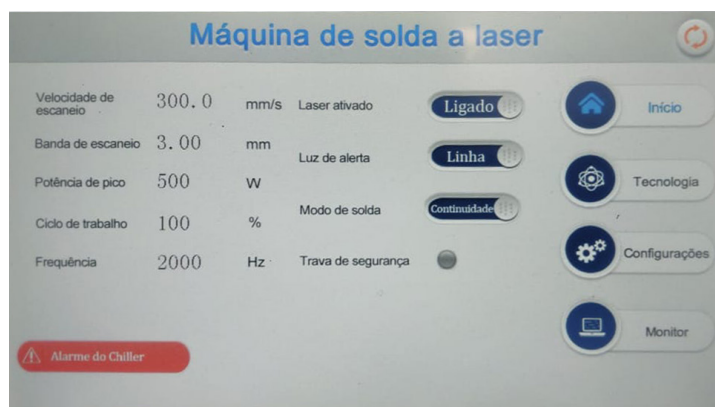 Máquina de solda a laser
Velocidade de
escaneio
300.0 mm/s
Laser ativado Ligado
Início
Banda de escaneio 3.00 mm
Luz de alerta Linha
Potência de pico 500 W
Tecnologia
Modo de solda Continuidade
Ciclo de trabalho 100 %
Frequência 2000 Hz
Trava de segurança
Configurações
Monitor
Alarme do Chiller